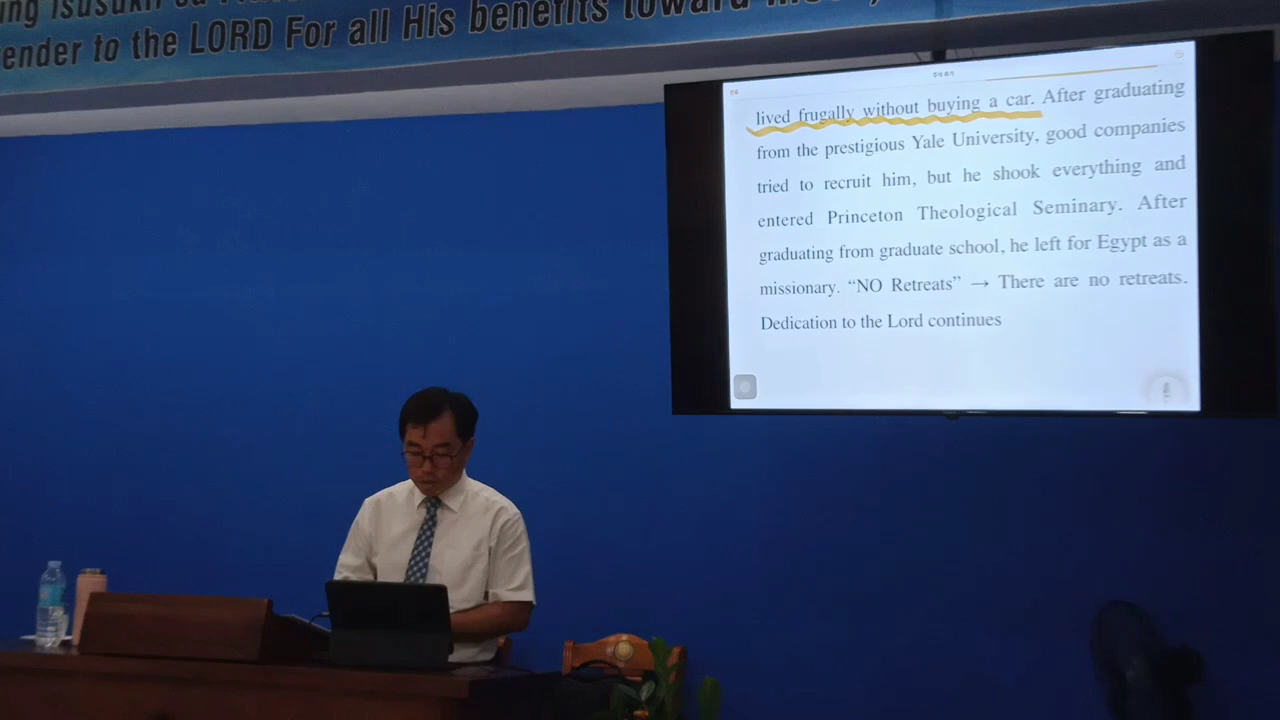 ender to the LORD For all His benefits toward
lived frugally without buying a car. After graduating
from the prestigious Yale University, good companies
tried to recruit him, but he shook everything and
entered Princeton Theological Seminary. After
graduating from graduate school, he left for Egypt as a
missionary. “NO Retreats” → There are no retreats.
Dedication to the Lord continues